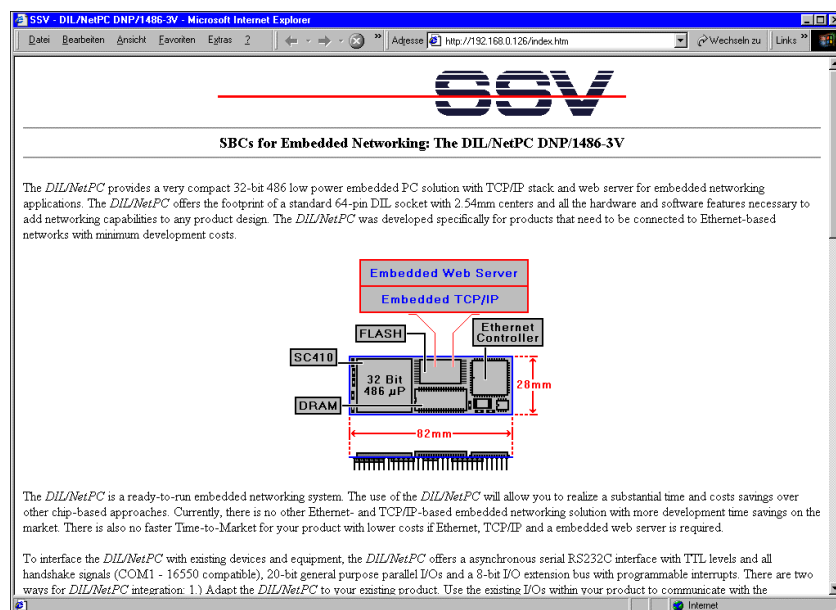 SSV - DIL/NetPC DNP/1486-3V - Microsoft Internet Explorer
Datei Bearbeiten Ansicht Favoriten Extras ? » Adresse http://192.168.0.126/index.htm Wechseln zu Links »
SSV
SBCs for Embedded Networking: The DIL/NetPC DNP/1486-3V
The DIL/NetPC provides a very compact 32-bit 486 low power embedded PC solution with TCP/IP stack and web server for embedded networking
applications. The DIL/NetPC offers the footprint of a standard 64-pin DIL socket with 2.54mm centers and all the hardware and software features necessary to
add networking capabilities to any product design. The DIL/NetPC was developed specifically for products that need to be connected to Ethernet-based
networks with minimum development costs.
Embedded Web Server
Embedded TCP/IP
FLASH
Ethernet
Controller
SC410
32 Bit
486 µP
28mm
DRAM
82mm
The DIL/NetPC is a ready-to-run embedded networking system. The use of the DIL/NetPC will allow you to realize a substantial time and costs savings over
other chip-based approaches. Currently, there is no other Ethernet- and TCP/IP-based embedded networking solution with more development time savings on the
market. There is also no faster Time-to-Market for your product with lower costs if Ethernet, TCP/IP and a embedded web server is required.
To interface the DIL/NetPC with existing devices and equipment, the DIL/NetPC offers a asynchronous serial RS232C interface with TTL levels and all
handshake signals (COM1 - 16550 compatible), 20-bit general purpose parallel I/Os and a 8-bit I/O extension bus with programmable interrupts. There are two
ways for DIL/NetPC integration: 1.) Adapt the DIL/NetPC to your existing product. Use the existing I/Os within your product to communicate with the
Internet